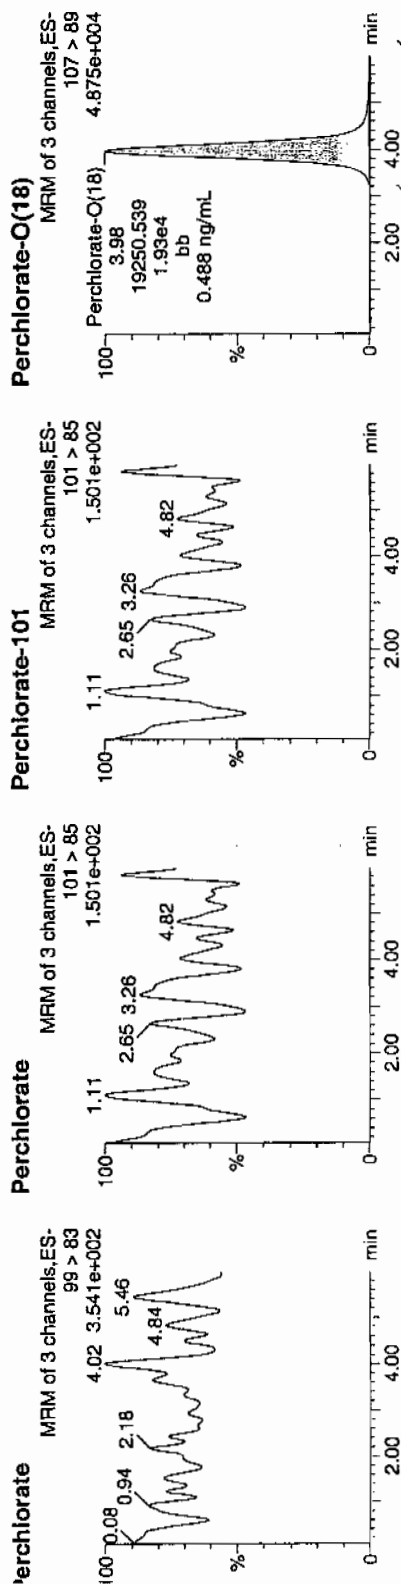 Perchlorate
MRM of 3 channels,ES-
99 > 83
3.541e+002
100
%
0
0.08
0.94
2.18
4.02
4.84
5.46
2.00
4.00
min
Perchlorate
MRM of 3 channels,ES-
101 > 85
1.501e+002
100
%
0
1.11
2.65
3.26
4.82
2.00
4.00
min
Perchlorate-101
MRM of 3 channels,ES-
101 > 85
1.501e+002
100
%
0
1.11
2.65
3.26
4.82
2.00
4.00
min
Perchlorate-O(18)
MRM of 3 channels,ES-
107 > 89
4.875e+004
100
%
0
Perchlorate-O(18)
3.98
19250.539
1.93e4
bb
0.488 ng/mL
2.00
4.00
min